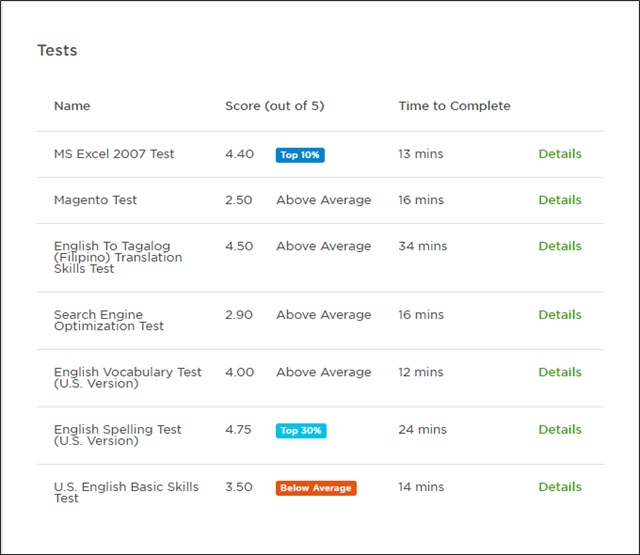 Tests
Name Score (out of 5) Time to Complete
MS Excel 2007 Test 4.40 Top 10% 13 mins Details
Magento Test 2.50 Above Average 16 mins Details
English To Tagalog 4.50 Above Average 34 mins Details
(Filipino) Translation
Skills Test
Search Engine 2.90 Above Average 16 mins Details
Optimization Test
English Vocabulary Test 4.00 Above Average 12 mins Details
(U.S. Version)
English Spelling Test 4.75 Top 30% 24 mins Details
(U.S. Version)
U.S. English Basic Skills 3.50 Below Average 14 mins Details
Test